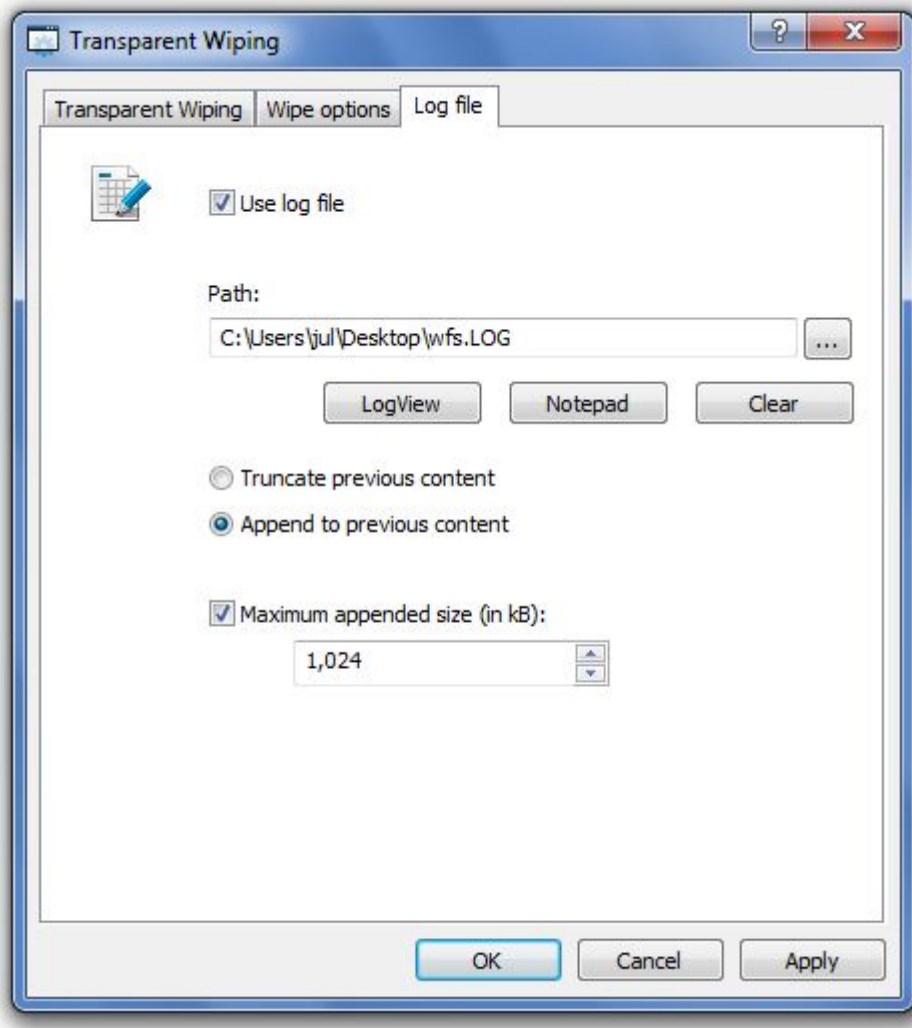 Transparent Wiping
Transparent Wiping Wipe options Log file
Use log file
Path:
C:\Users\jul\Desktop\wfs.LOG ...
LogView Notepad Clear
Truncate previous content
Append to previous content
Maximum appended size (in kB):
1,024
OK Cancel Apply